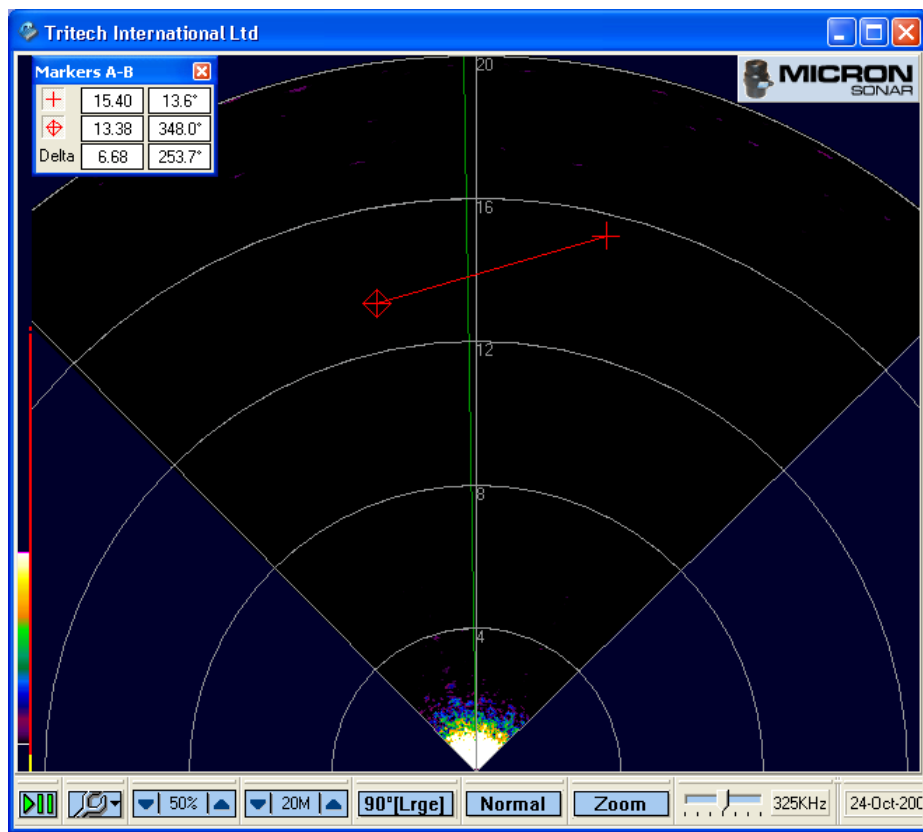 Tritech International Ltd
Markers A-B
15.40 13.6°
13.38 348.0°
Delta 6.68 253.7°
MICRON
SONAR
20
16
12
8
4
50%
20M
90°[Lrge]
Normal
Zoom
325KHz
24-Oct-200